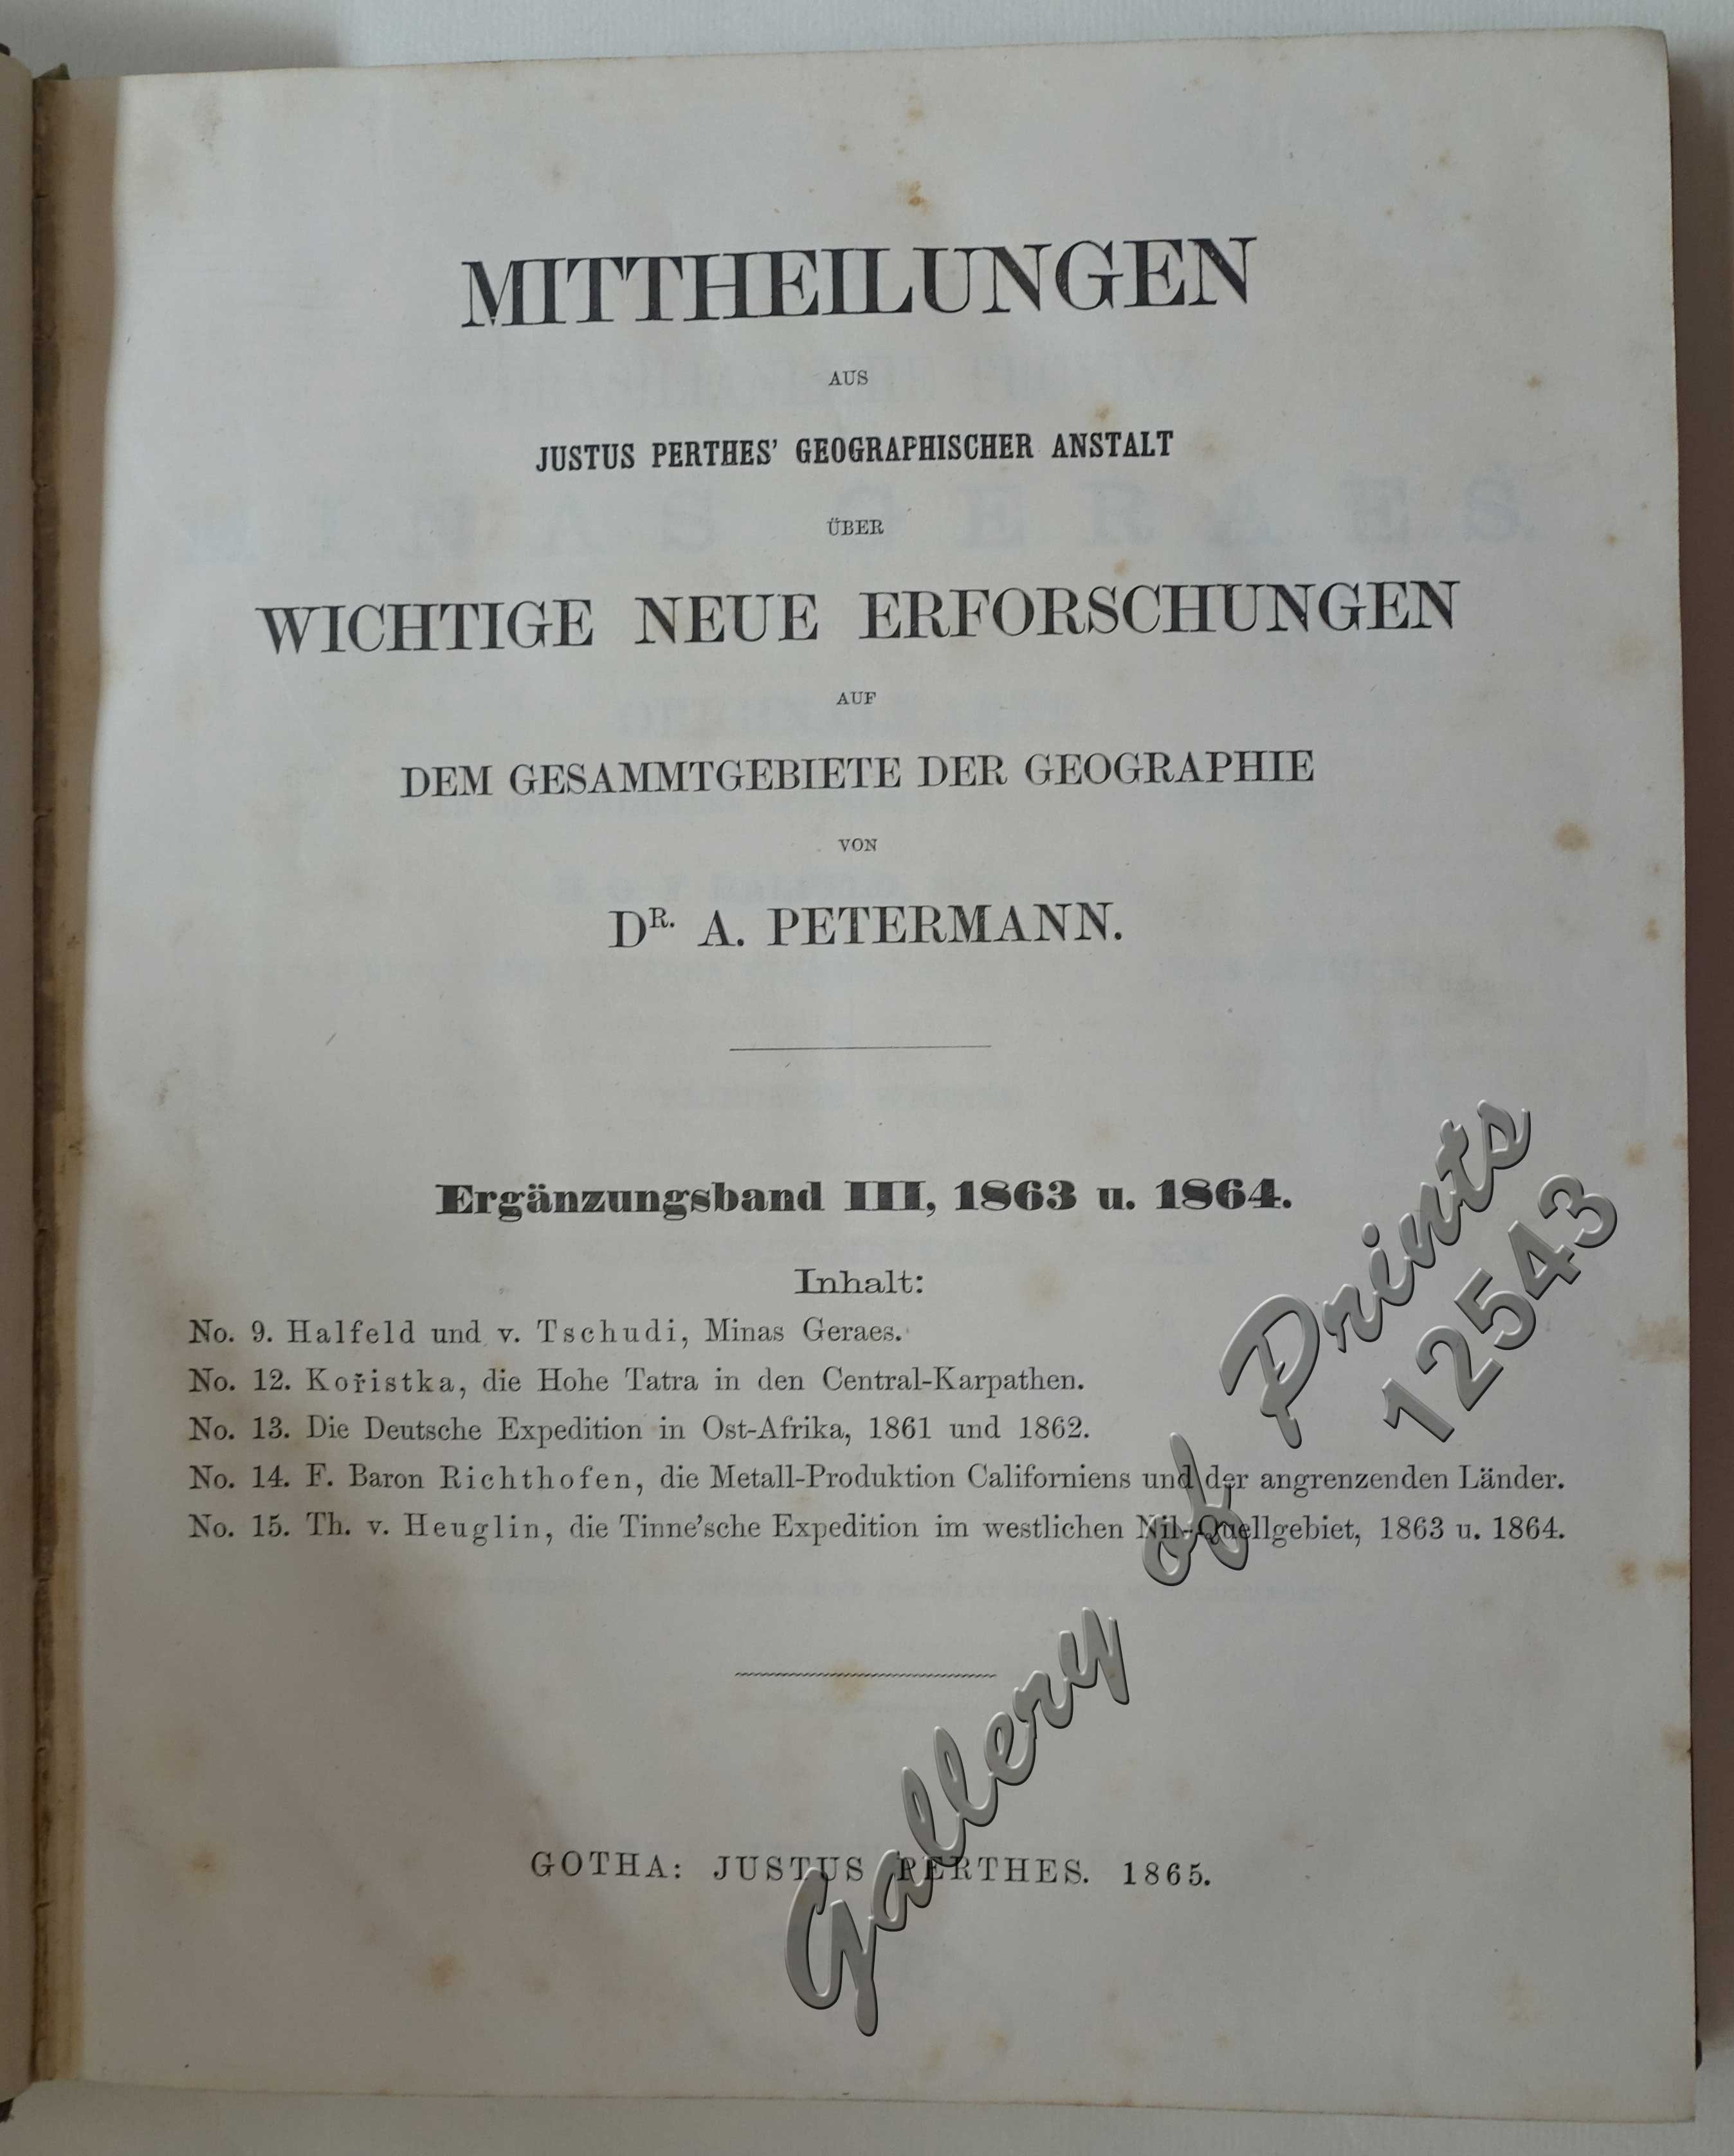 MITTHEILUNGEN
AUS
JUSTUS PERTHES' GEOGRAPHISCHER ANSTALT
ÜBER
WICHTIGE NEUE ERFORSCHUNGEN
AUF
DEM GESAMMTGEBIETE DER GEOGRAPHIE
VON
DR. A. PETERMANN.
Ergänzungsband III, 1863 u. 1864.
Inhalt:
No. 9. Halfeld und v. Tschudi, Minas Geraes.
No. 12. Kořistka, die Hohe Tatra in den Central-Karpathen.
No. 13. Die Deutsche Expedition in Ost-Afrika, 1861 und 1862.
No. 14. F. Baron Richthofen, die Metall-Produktion Californiens und der angrenzenden Länder.
No. 15. Th. v. Heuglin, die Tinne'sche Expedition im westlichen Nil-Quellgebiet, 1863 u. 1864.
GOTHA: JUSTUS PERTHES. 1865.
Gallery of Prints
12543